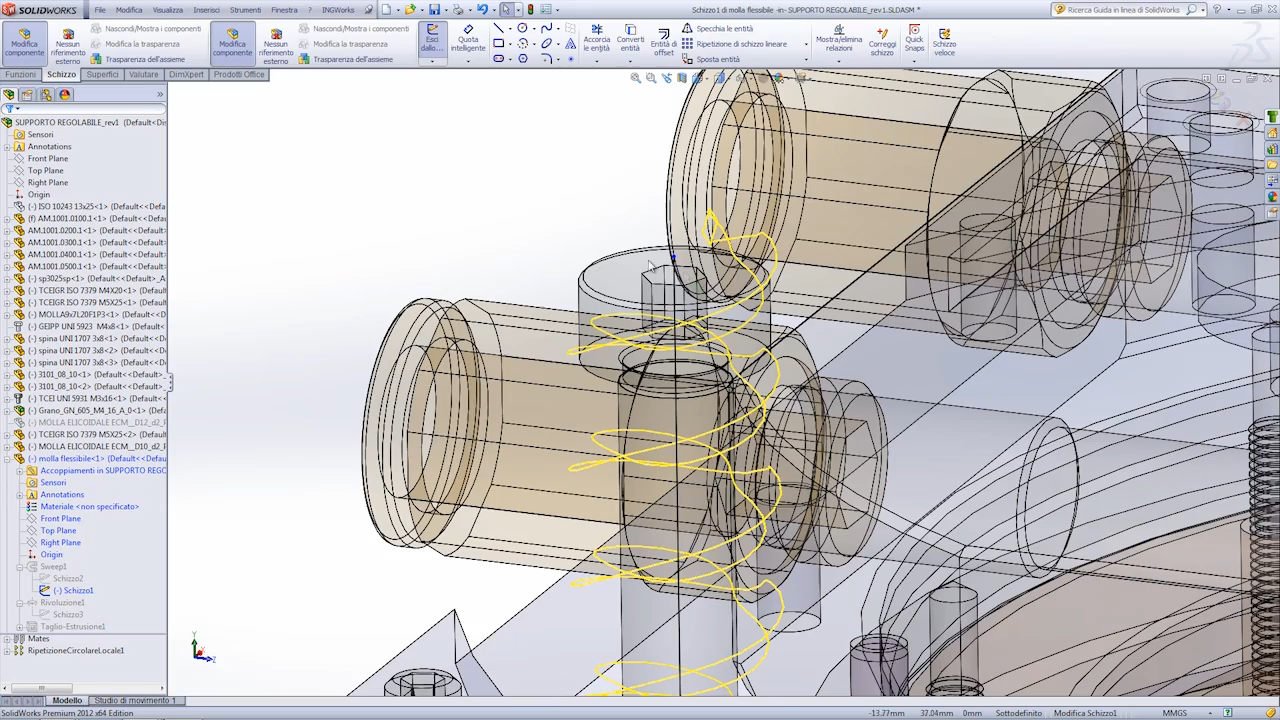 SOLIDWORKS
File Modifica Visualizza Inserisci Strumenti Finestra ? INGWorks
Schizzo1 di molla flessibile -in- SUPPORTO REGOLABILE_rev1.SLDASM *
Ricerca Guida in linea di SolidWorks
Modifica componente
Nessun riferimento esterno
Nascondi/Mostra i componenti
Modifica la trasparenza
Trasparenza dell'assieme
Modifica componente
Nessun riferimento esterno
Nascondi/Mostra i componenti
Modifica la trasparenza
Trasparenza dell'assieme
Esci dallo...
Quota intelligente
Accorcia le entità
Converti entità
Entità di offset
Specchia le entità
Ripetizione di schizzo lineare
Sposta entità
Mostra/elimina relazioni
Correggi schizzo
Quick Snaps
Schizzo veloce
Funzioni Schizzo Superfici Valutare DimXpert Prodotti Office
SUPPORTO REGOLABILE_rev1 (Default<Dis
Sensori
Annotations
Front Plane
Top Plane
Right Plane
Origin
(-) ISO 10243 13x25<1> (Default<<Defa
(f) AM.1001.0100.1<1> (Default<<Defa
AM.1001.0200.1<1> (Default<<Default
AM.1001.0300.1<1> (Default<<Default
AM.1001.0400.1<1> (Default<<Default
AM.1001.0500.1<1> (Default<<Default
(-) sp3025sp<1> (Default<<Default>_A
(-) TCEIGR ISO 7379 M4X20<1> (Default
(-) TCEIGR ISO 7379 M5X25<1> (Default
(-) MOLLA9x7L20F1P3<1> (Default<<D
(-) GEIPP UNI 5923 M4x8<1> (Default<
(-) spina UNI 1707 3x8<1> (Default<<D
(-) spina UNI 1707 3x8<2> (Default<<D
(-) spina UNI 1707 3x8<3> (Default<<D
(-) 3101_08_10<1> (Default<<Default>_
(-) 3101_08_10<2> (Default<<Default>_
(-) TCEI UNI 5931 M3x16<1> (Default<<
(-) Grano_GN_605_M4_16_A_0<1> (Defa
(-) MOLLA ELICOIDALE ECM_D12_d2_F
(-) TCEIGR ISO 7379 M5X25<2> (Default
(-) MOLLA ELICOIDALE ECM_D10_d2_F
(-) molla flessibile<1> (Default<<Defau
Accoppiamenti in SUPPORTO REGO
Sensori
Annotations
Materiale <non specificato>
Front Plane
Top Plane
Right Plane
Origin
Sweep1
Schizzo2
(-) Schizzo1
Rivoluzione1
Schizzo3
Taglio-Estrusione1
Mates
RipetizioneCircolareLocale1
Y
Z
Modello Studio di movimento 1
SolidWorks Premium 2012 x64 Edition
-13.77mm 37.04mm 0mm Sottodefinito Modifica Schizzo1 MMGS